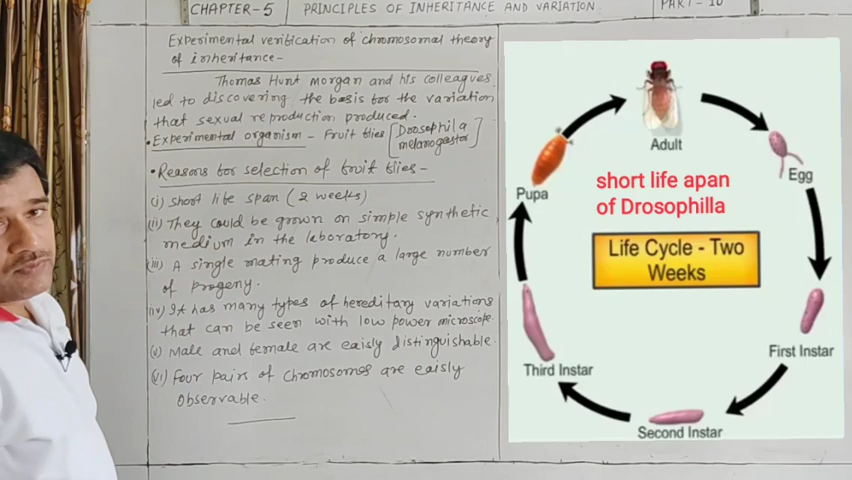 CHAPTER-5 PRINCIPLES OF INHERITANCE AND VARIATION. PART-10
Experimental verification of chromosomal theory
of inheritance-
Thomas Hunt Morgan and his colleagues
led to discovering the basis for the variation
that sexual reproduction produced.
• Experimental organism - Fruit flies [Drosophila
melanogaster]
• Reasons for selection of fruit flies -
(i) Short life span (2 weeks)
(ii) They could be grown on simple synthetic
medium in the laboratory.
(iii) A single mating produce a large number
of progeny.
(iv) It has many types of hereditary variations
that can be seen with low power microscope.
(v) Male and female are eaisly distinguishable.
(vi) Four pairs of chromosomes are eaisly
observable.
Adult
Egg
Pupa
short life apan
of Drosophilla
Life Cycle - Two
Weeks
First Instar
Third Instar
Second Instar